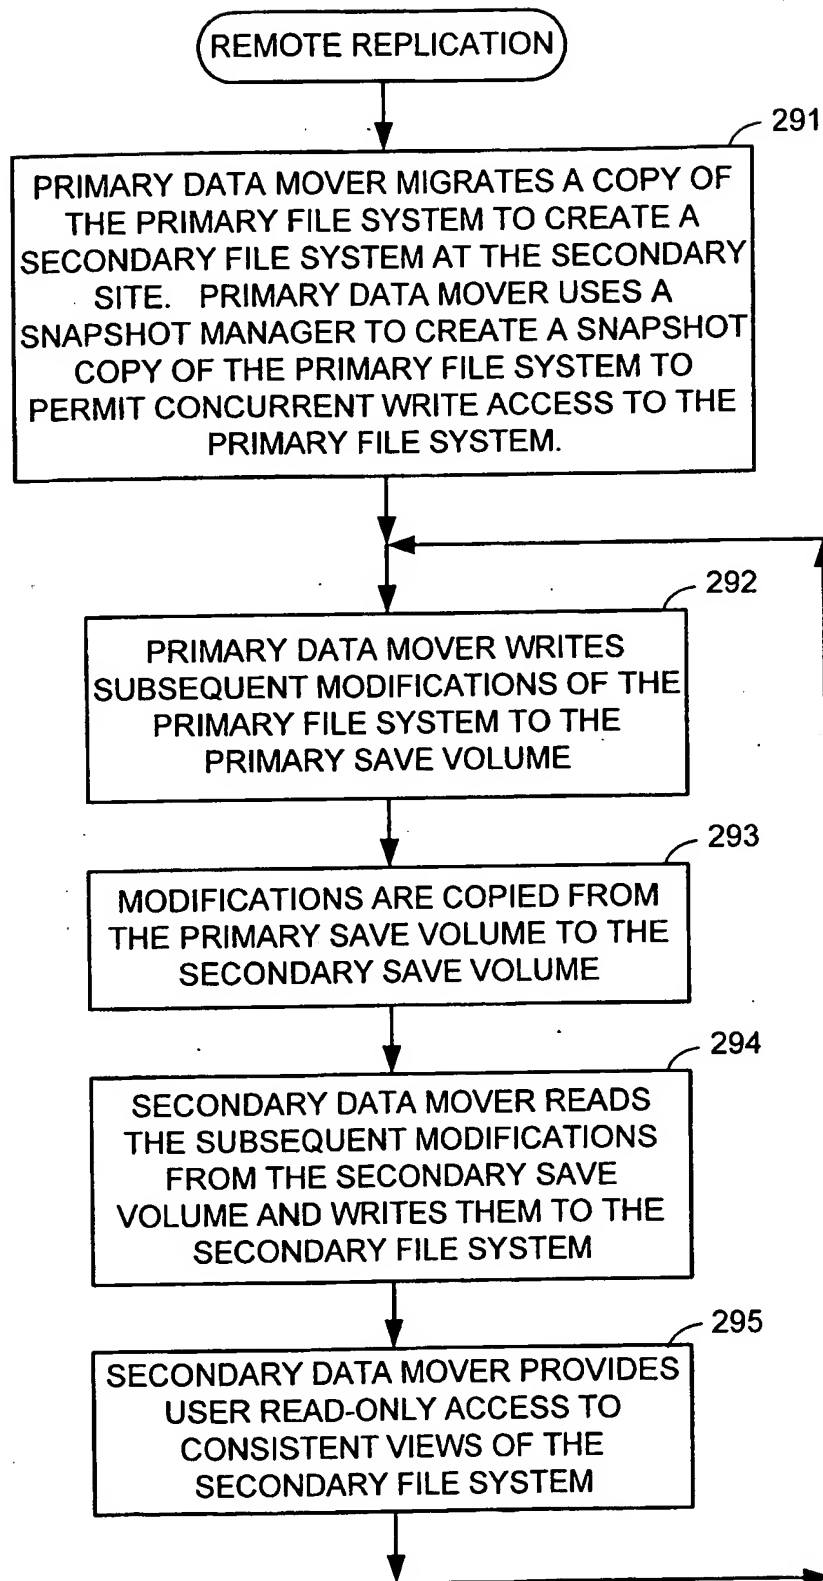 REMOTE REPLICATION
291
PRIMARY DATA MOVER MIGRATES A COPY OF
THE PRIMARY FILE SYSTEM TO CREATE A
SECONDARY FILE SYSTEM AT THE SECONDARY
SITE. PRIMARY DATA MOVER USES A
SNAPSHOT MANAGER TO CREATE A SNAPSHOT
COPY OF THE PRIMARY FILE SYSTEM TO
PERMIT CONCURRENT WRITE ACCESS TO THE
PRIMARY FILE SYSTEM.
292
PRIMARY DATA MOVER WRITES
SUBSEQUENT MODIFICATIONS OF THE
PRIMARY FILE SYSTEM TO THE
PRIMARY SAVE VOLUME
293
MODIFICATIONS ARE COPIED FROM
THE PRIMARY SAVE VOLUME TO THE
SECONDARY SAVE VOLUME
294
SECONDARY DATA MOVER READS
THE SUBSEQUENT MODIFICATIONS
FROM THE SECONDARY SAVE
VOLUME AND WRITES THEM TO THE
SECONDARY FILE SYSTEM
295
SECONDARY DATA MOVER PROVIDES
USER READ-ONLY ACCESS TO
CONSISTENT VIEWS OF THE
SECONDARY FILE SYSTEM